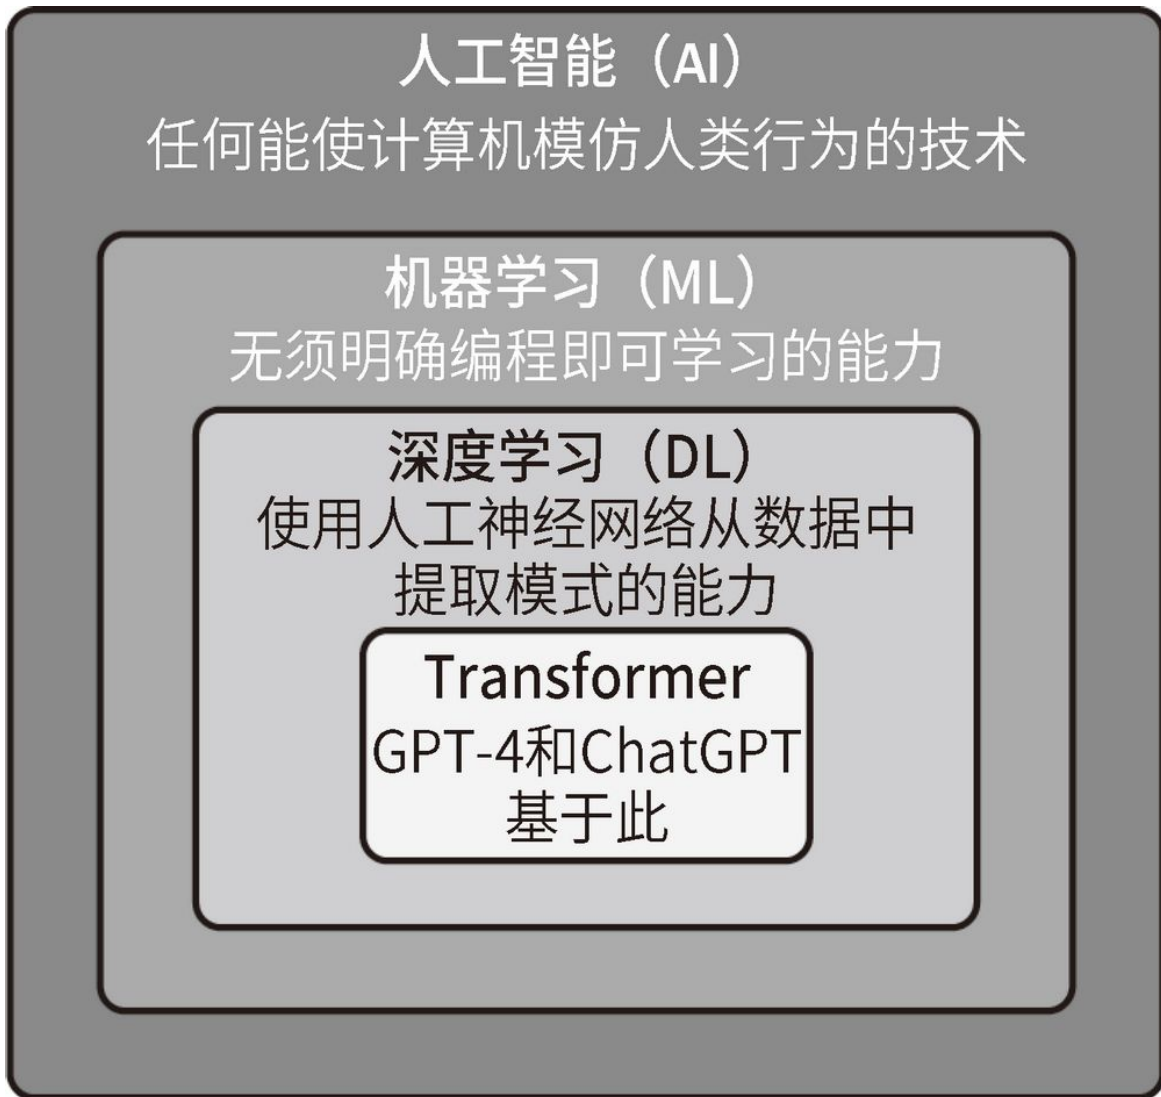 人工智能（AI）
任何能使计算机模仿人类行为的技术
机器学习（ML）
无须明确编程即可学习的能力
深度学习（DL）
使用人工神经网络从数据中
提取模式的能力
Transformer
GPT-4和ChatGPT
基于此